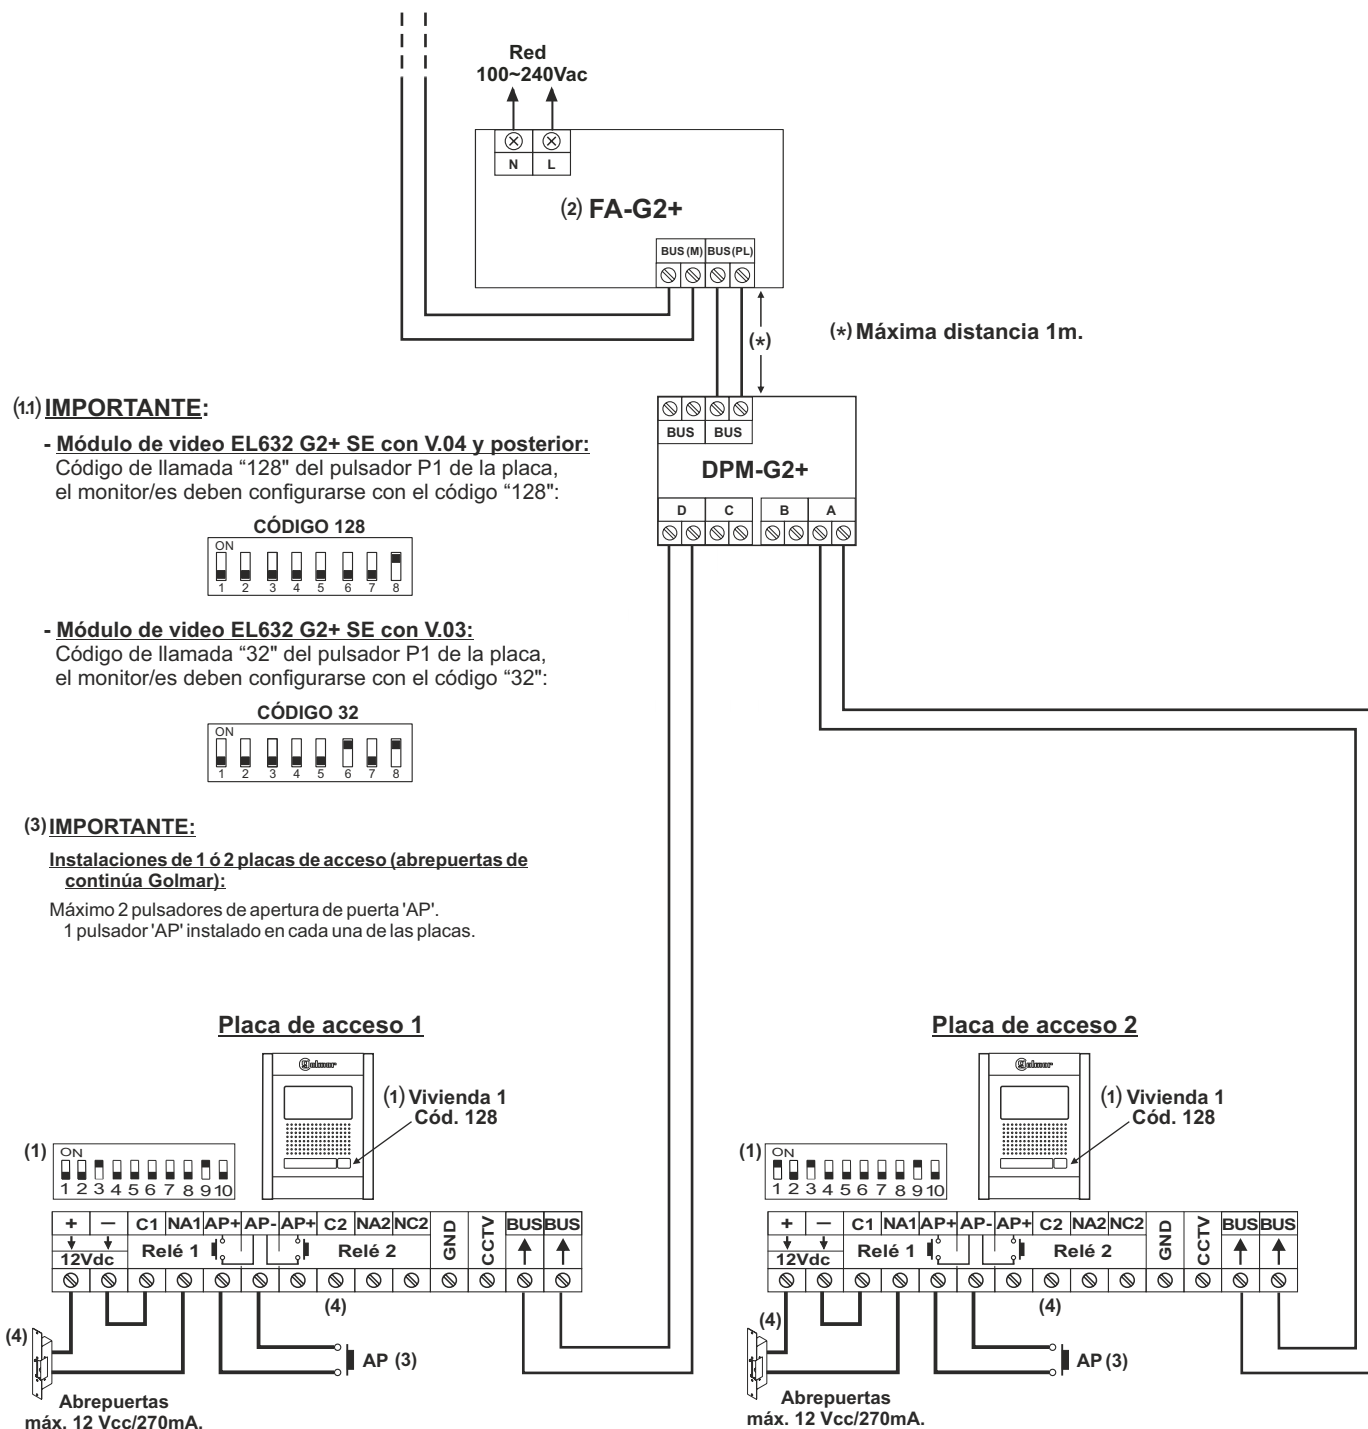 Red
100~240Vac
N L
(2) FA-G2+
BUS (M) BUS (PL)
(*)
(*) Máxima distancia 1m.
BUS BUS
DPM-G2+
D C B A
(1.1) IMPORTANTE:
- Módulo de video EL632 G2+ SE con V.04 y posterior:
Código de llamada “128" del pulsador P1 de la placa,
el monitor/es deben configurarse con el código “128":
CÓDIGO 128
ON
1 2 3 4 5 6 7 8
- Módulo de video EL632 G2+ SE con V.03:
Código de llamada “32" del pulsador P1 de la placa,
el monitor/es deben configurarse con el código “32":
CÓDIGO 32
ON
1 2 3 4 5 6 7 8
(3) IMPORTANTE:
Instalaciones de 1 ó 2 placas de acceso (abrepuertas de
continúa Golmar):
Máximo 2 pulsadores de apertura de puerta 'AP'.
1 pulsador 'AP' instalado en cada una de las placas.
Placa de acceso 1
Golmar
(1) Vivienda 1
Cód. 128
(1)
ON
1 2 3 4 5 6 7 8 9 10
+ — C1 NA1 AP+ AP- AP+ C2 NA2 NC2 GND CCTV BUS BUS
12Vdc Relé 1 Relé 2
(4)
(4)
AP (3)
Abrepuertas
máx. 12 Vcc/270mA.
Placa de acceso 2
Golmar
(1) Vivienda 1
Cód. 128
(1)
ON
1 2 3 4 5 6 7 8 9 10
+ — C1 NA1 AP+ AP- AP+ C2 NA2 NC2 GND CCTV BUS BUS
12Vdc Relé 1 Relé 2
(4)
(4)
AP (3)
Abrepuertas
máx. 12 Vcc/270mA.